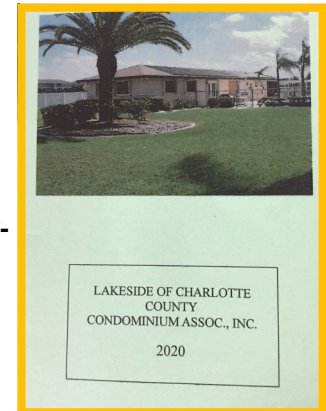 -
LAKESIDE OF CHARLOTTE
COUNTY
CONDOMINIUM ASSOC., INC.
2020